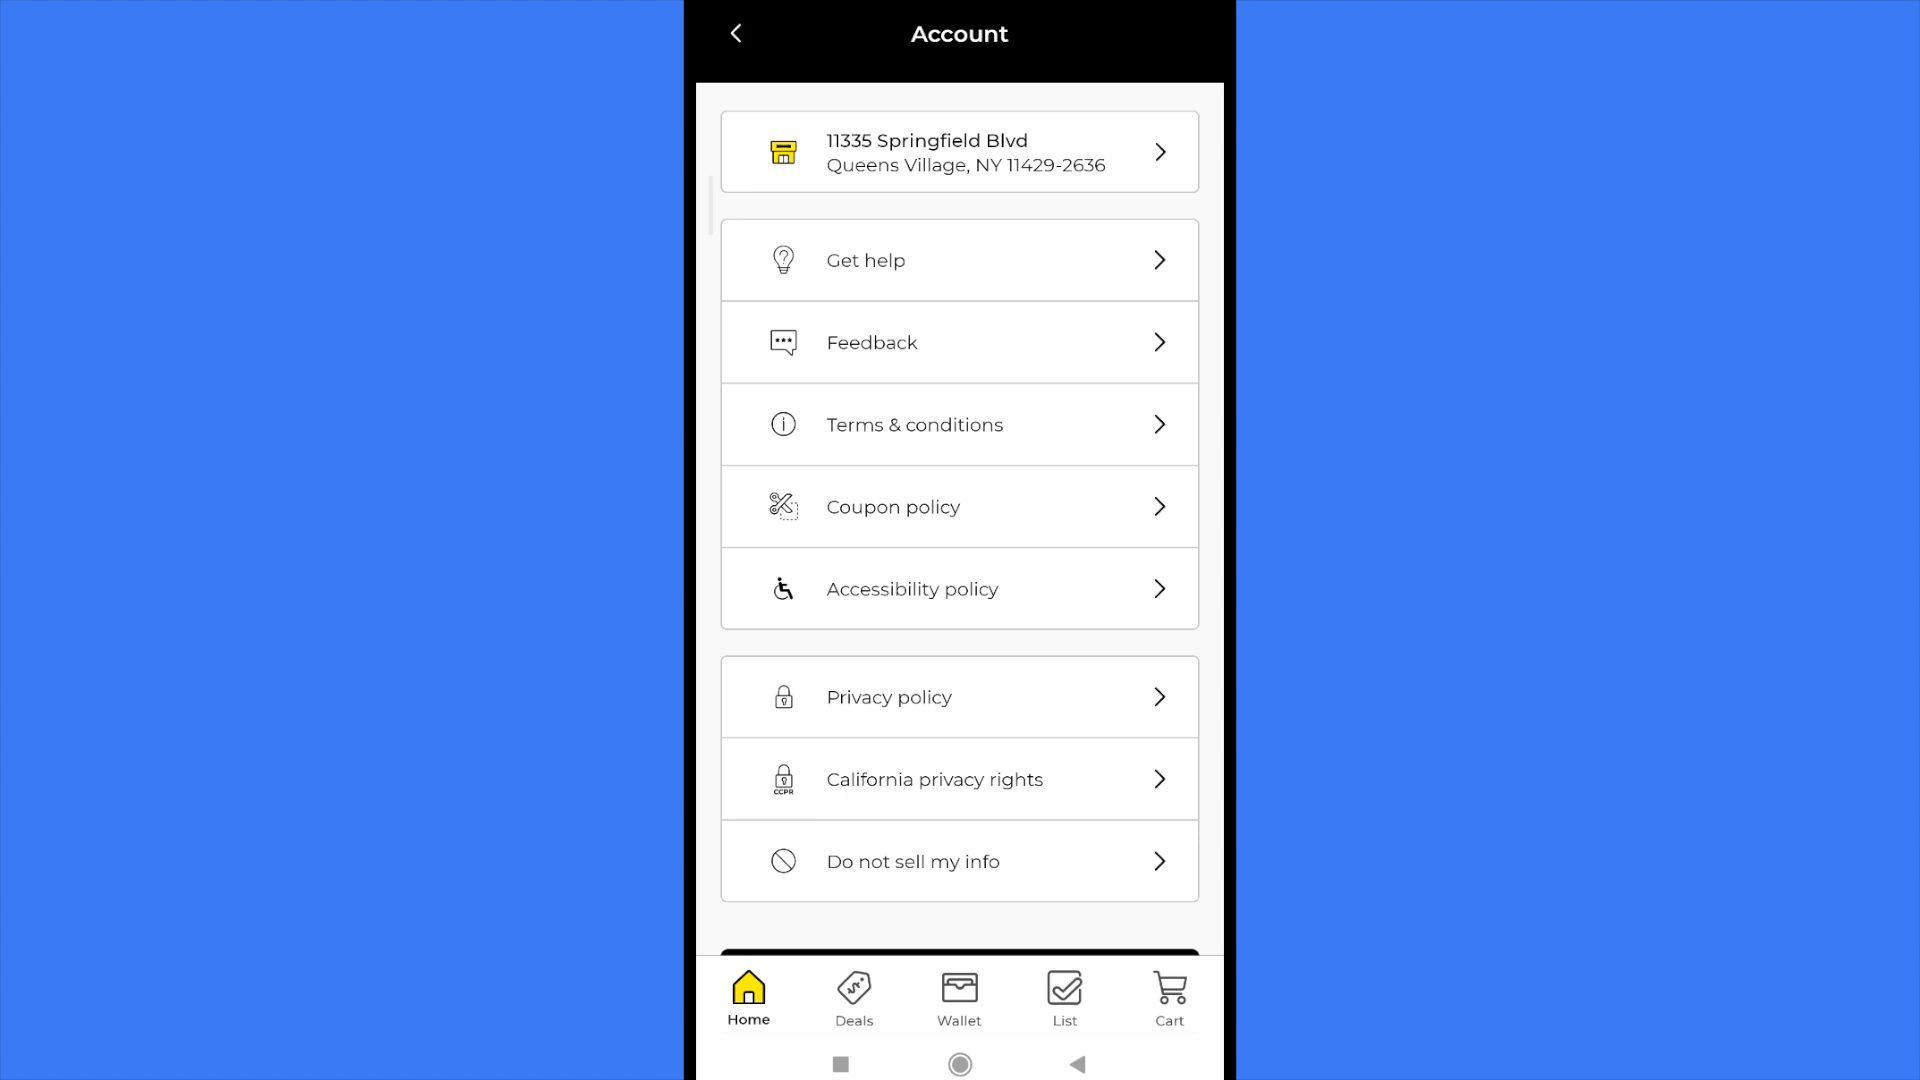 Account
11335 Springfield Blvd
Queens Village, NY 11429-2636
Get help
Feedback
Terms & conditions
Coupon policy
Accessibility policy
Privacy policy
CCPR
California privacy rights
Do not sell my info
Home
Deals
Wallet
List
Cart